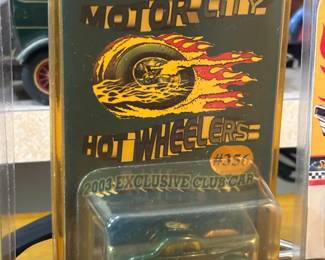 MOTOR CITY
HOT WHEELERS
#356
2003 EXCLUSIVE CLUB CAR